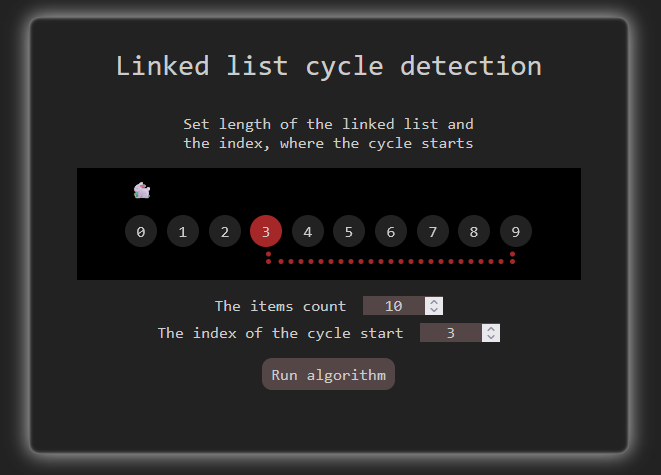 Linked list cycle detection
Set length of the linked list and
the index, where the cycle starts
0 1 2 3 4 5 6 7 8 9
The items count 10
The index of the cycle start 3
Run algorithm